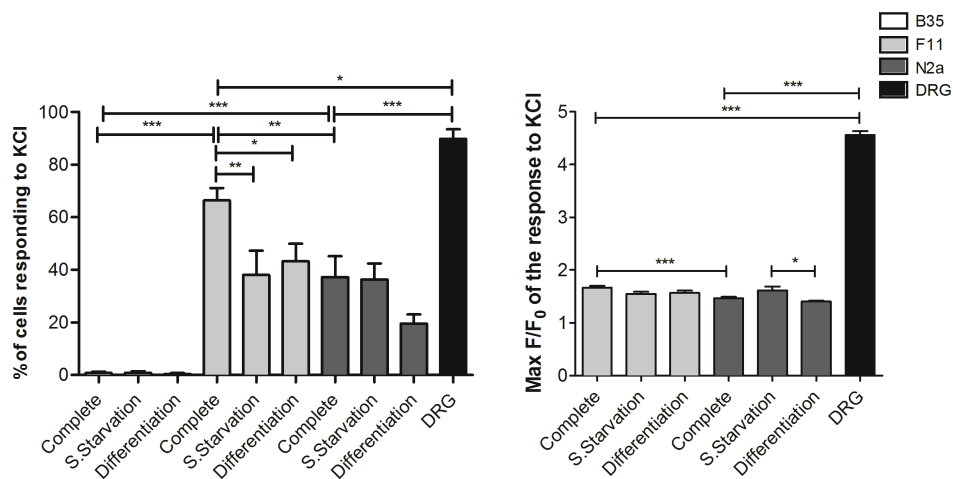 B35
F11
N2a
DRG
%of cells responding to KCl
100
80
60
40
20
0
*
***
***
***
**
*
**
Complete
S.Starvation
Differentiation
Complete
S.Starvation
Differentiation
Complete
S.Starvation
Differentiation
DRG
Max F/F0 of the response to KCl
5
4
3
2
1
0
***
***
***
*
Complete
S.Starvation
Differentiation
Complete
S.Starvation
Differentiation
DRG